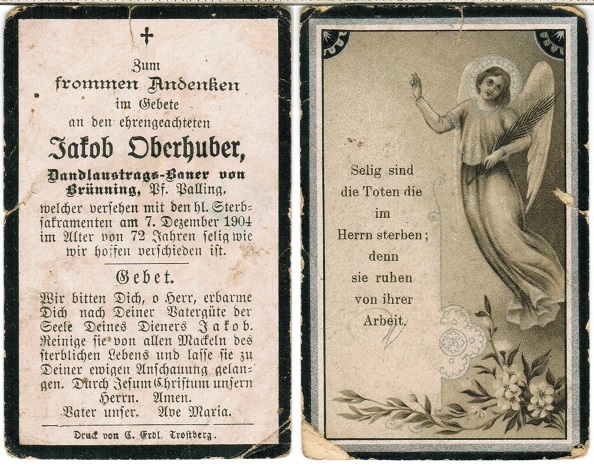 Zum
frommen Andenken
im Gebete
an den ehrengeachteten
Jakob Oberhuber,
Dandlaustrags-Baner von
Brünning, Pf. Palling,
welcher versehen mit den hl. Sterb-
sakramenten am 7. Dezember 1904
im Alter von 72 Jahren selig wie
wir hoffen verschieden ist.
Gebet.
Wir bitten Dich, o Herr, erbarme
Dich nach Deiner Vatergüte der
Seele Deines Dieners Jakob.
Reinige sie von allen Makeln des
sterblichen Lebens und lasse sie zu
Deiner ewigen Anschauung gelan-
gen. Durch Jesum Christum unsern
Herrn. Amen.
Vater unser. Ave Maria.
Druck von C. Erdl. Trostberg.
Selig sind
die Toten die
im
Herrn sterben;
denn
sie ruhen
von ihrer
Arbeit.